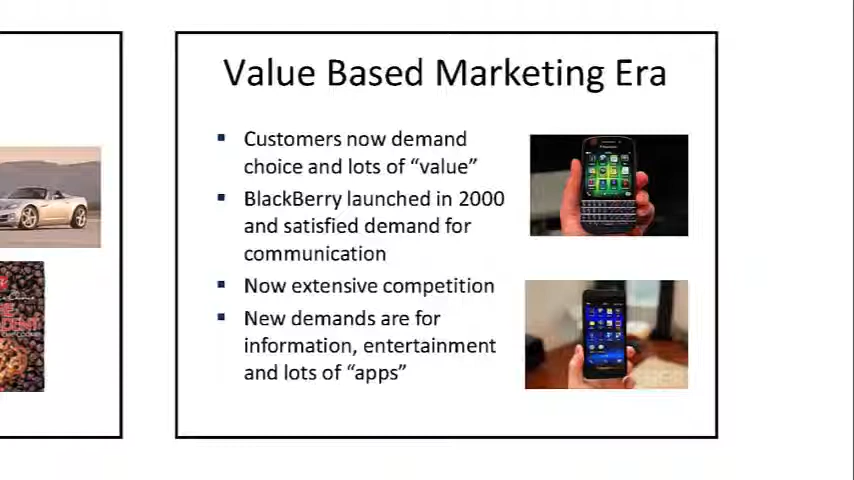 Value Based Marketing Era
Customers now demand
choice and lots of “value”
BlackBerry launched in 2000
and satisfied demand for
communication
Now extensive competition
New demands are for
information, entertainment
and lots of “apps”